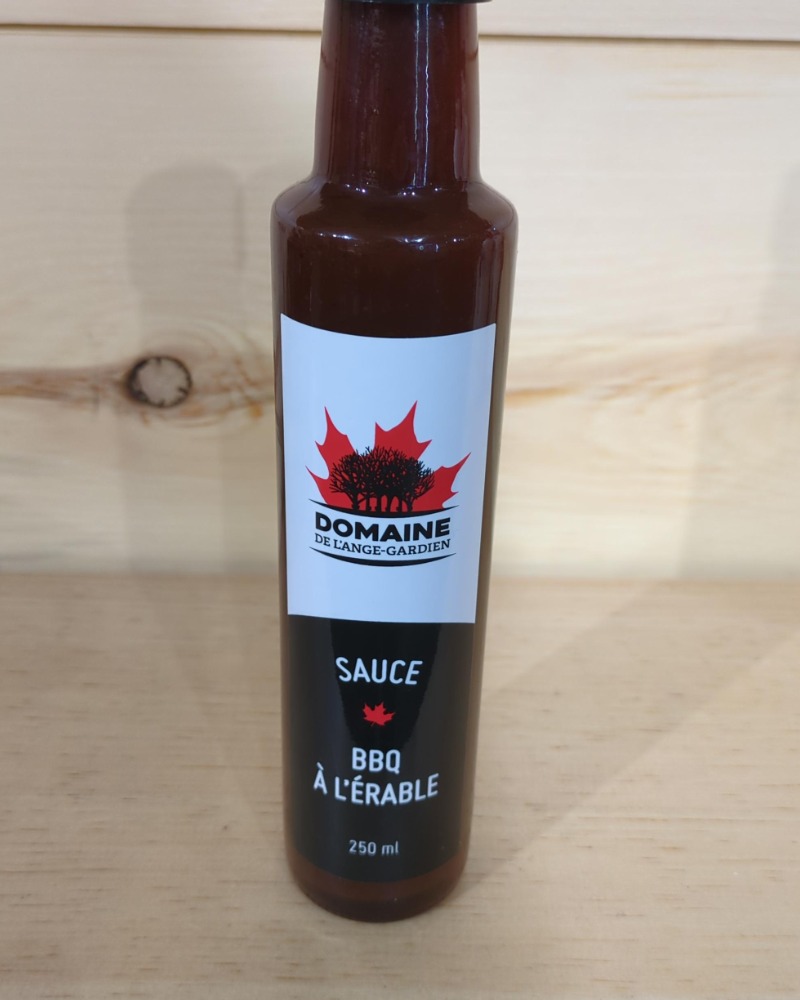 DOMAINE
DE L'ANGE-GARDIEN
SAUCE
BBQ
À L'ÉRABLE
250 ml